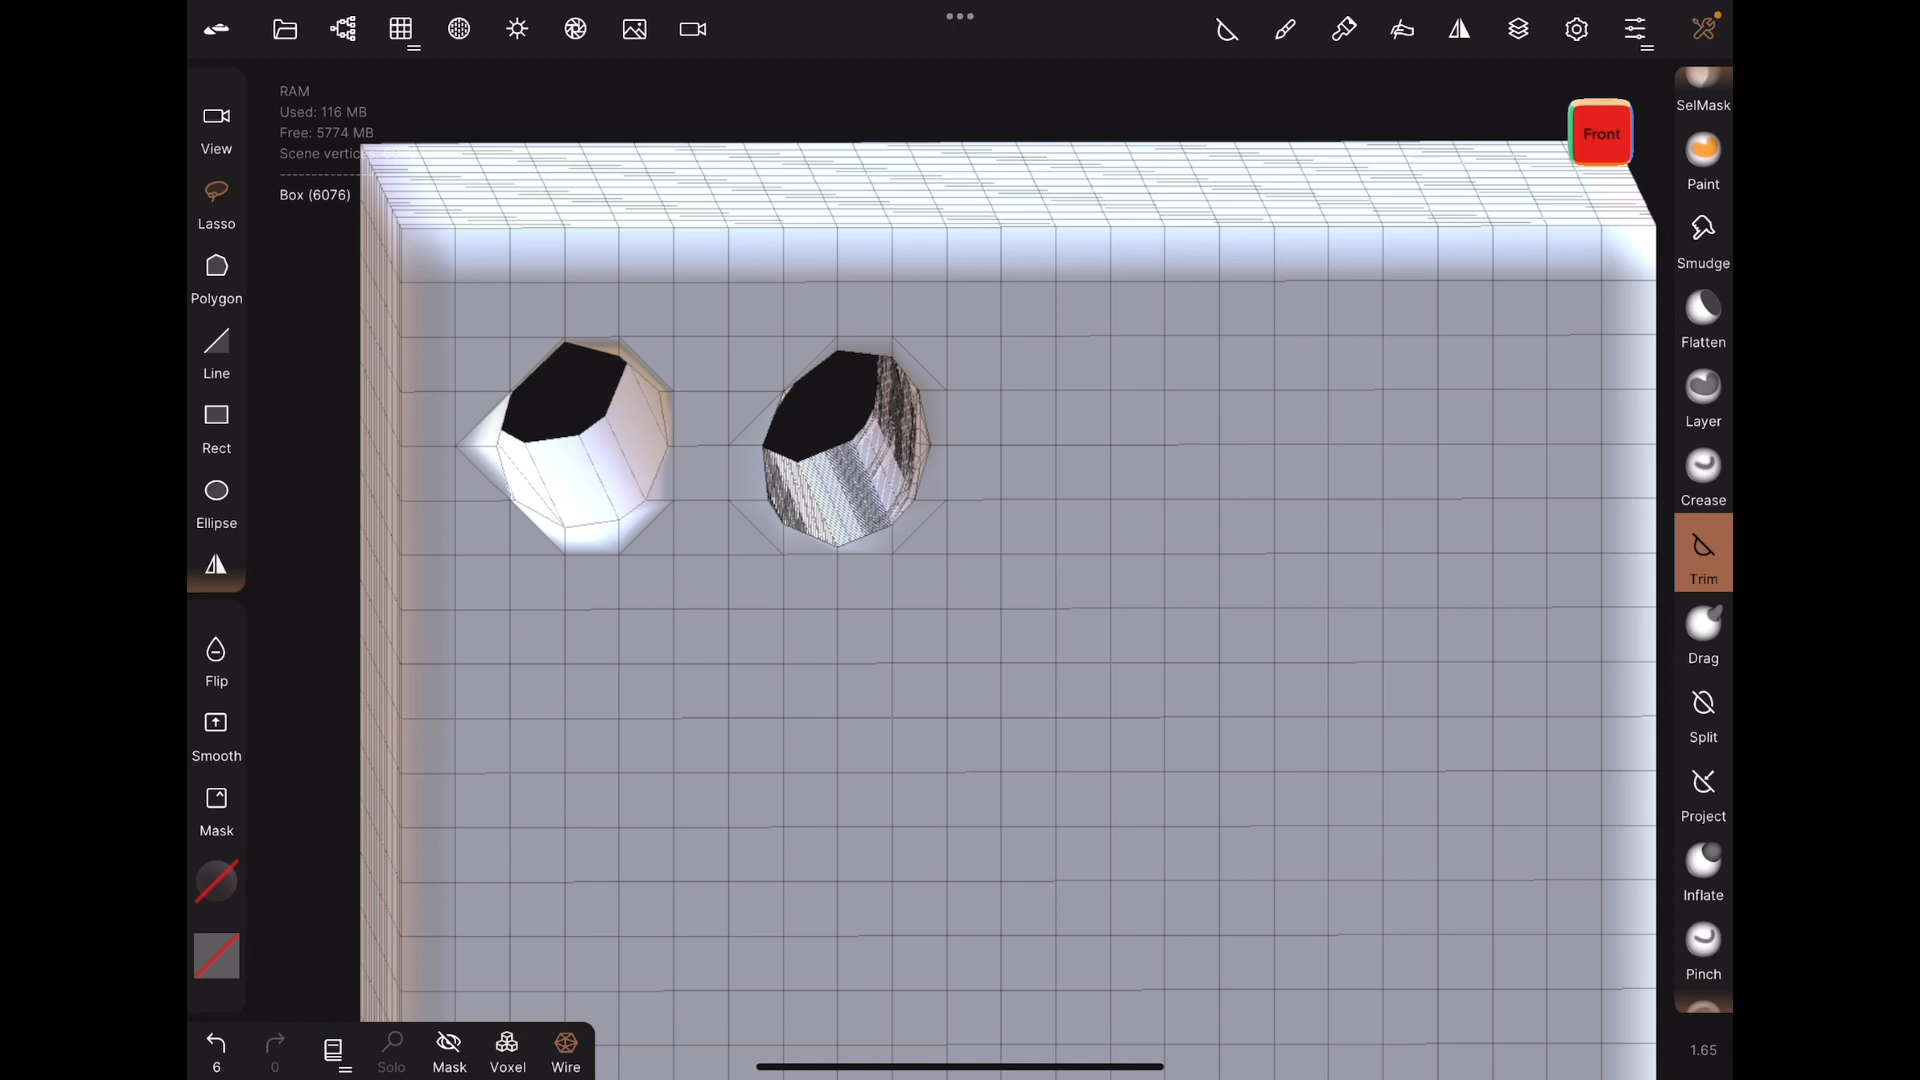 RAM
Used: 116 MB
Free: 5774 MB
Scene
Box (6076)
Front
View
Lasso
Polygon
Line
Rect
Ellipse
Flip
Smooth
Mask
SelMask
Paint
Smudge
Flatten
Layer
Crease
Trim
Drag
Split
Project
Inflate
Pinch
6
0
Solo
Mask
Voxel
Wire
1.65